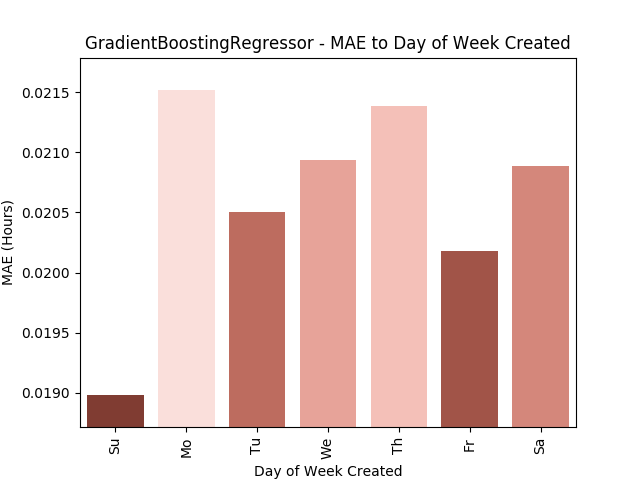 GradientBoostingRegressor - MAE to Day of Week Created
MAE (Hours)
0.0215
0.0210
0.0205
0.0200
0.0195
0.0190
Su
Mo
Tu
We
Th
Fr
Sa
Day of Week Created